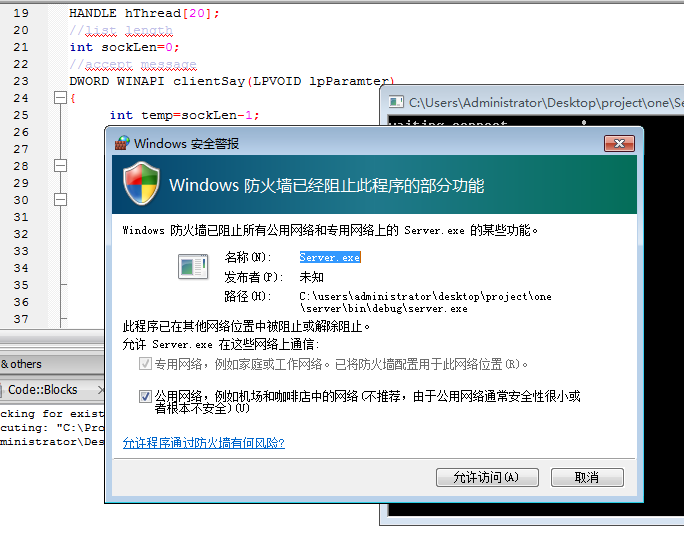 19 HANDLE hThread[20];
20 //list length
21 int sockLen=0;
22 //accept message
23 DWORD WINAPI clientSay(LPVOID lpParamter)
24 {
25 int temp=sockLen-1;
26
27
28
29
30
31
32
33
34
35
36
37
C:\Users\Administrator\Desktop\project\one\Se
waiting connect
Windows 安全警报
Windows 防火墙已经阻止此程序的部分功能
Windows 防火墙已阻止所有公用网络和专用网络上的 Server.exe 的某些功能。
名称(N): Server.exe
发布者(P): 未知
路径(H): C:\users\administrator\desktop\project\one
\server\bin\debug\server.exe
此程序已在其他网络位置中被阻止或解除阻止。
允许 Server.exe 在这些网络上通信:
专用网络，例如家庭或工作网络。已将防火墙配置用于此网络位置(R)。
公用网络，例如机场和咖啡店中的网络(不推荐，由于公用网络通常安全性很小或
者根本不安全)(U)
允许程序通过防火墙有何风险?
允许访问(A)
取消
& others
Code::Blocks
cking for exist
cuting: "C:\Pro
ministrator\Des